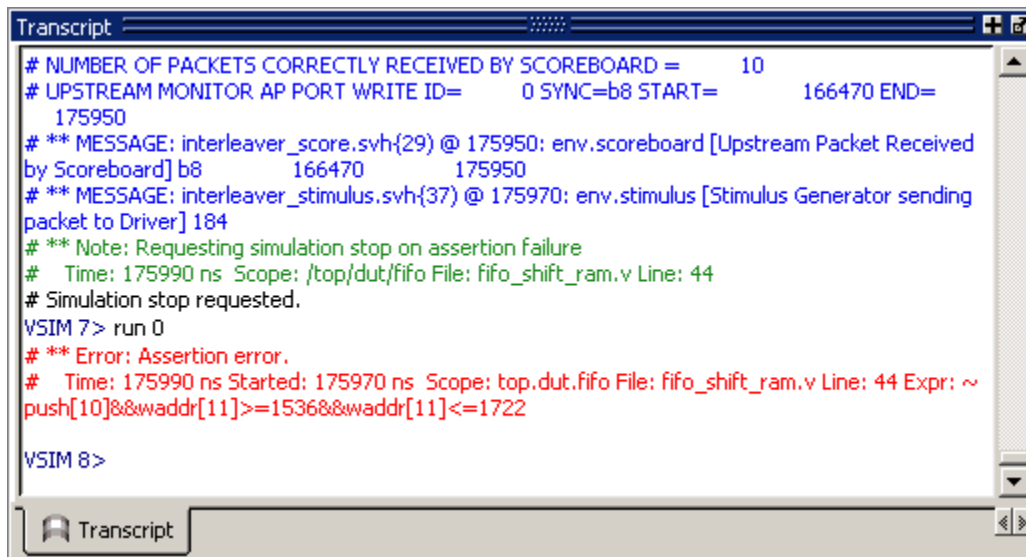 Transcript
# NUMBER OF PACKETS CORRECTLY RECEIVED BY SCOREBOARD = 10
# UPSTREAM MONITOR AP PORT WRITE ID= 0 SYNC=b8 START= 166470 END=
175950
# ** MESSAGE: interleaver_score.svh{29) @ 175950: env.scoreboard [Upstream Packet Received
by Scoreboard] b8 166470 175950
# ** MESSAGE: interleaver_stimulus.svh{37) @ 175970: env.stimulus [Stimulus Generator sending
packet to Driver] 184
# ** Note: Requesting simulation stop on assertion failure
# Time: 175990 ns Scope: /top/dut/fifo File: fifo_shift_ram.v Line: 44
# Simulation stop requested.
VSIM 7> run 0
# ** Error: Assertion error.
# Time: 175990 ns Started: 175970 ns Scope: top.dut.fifo File: fifo_shift_ram.v Line: 44 Expr: ~
push[10]&&waddr[11]>=1536&&waddr[11]<=1722
VSIM 8>
Transcript